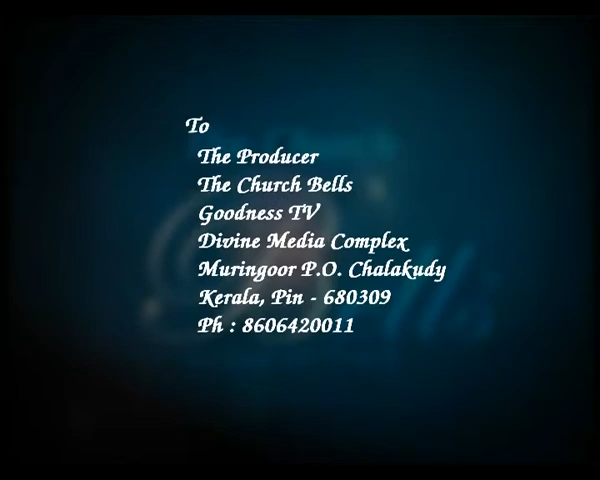 To
The Producer
The Church Bells
Goodness TV
Divine Media Complex
Muringoor P.O. Chalakudy
Kerala, Pin - 680309
Ph : 8606420011